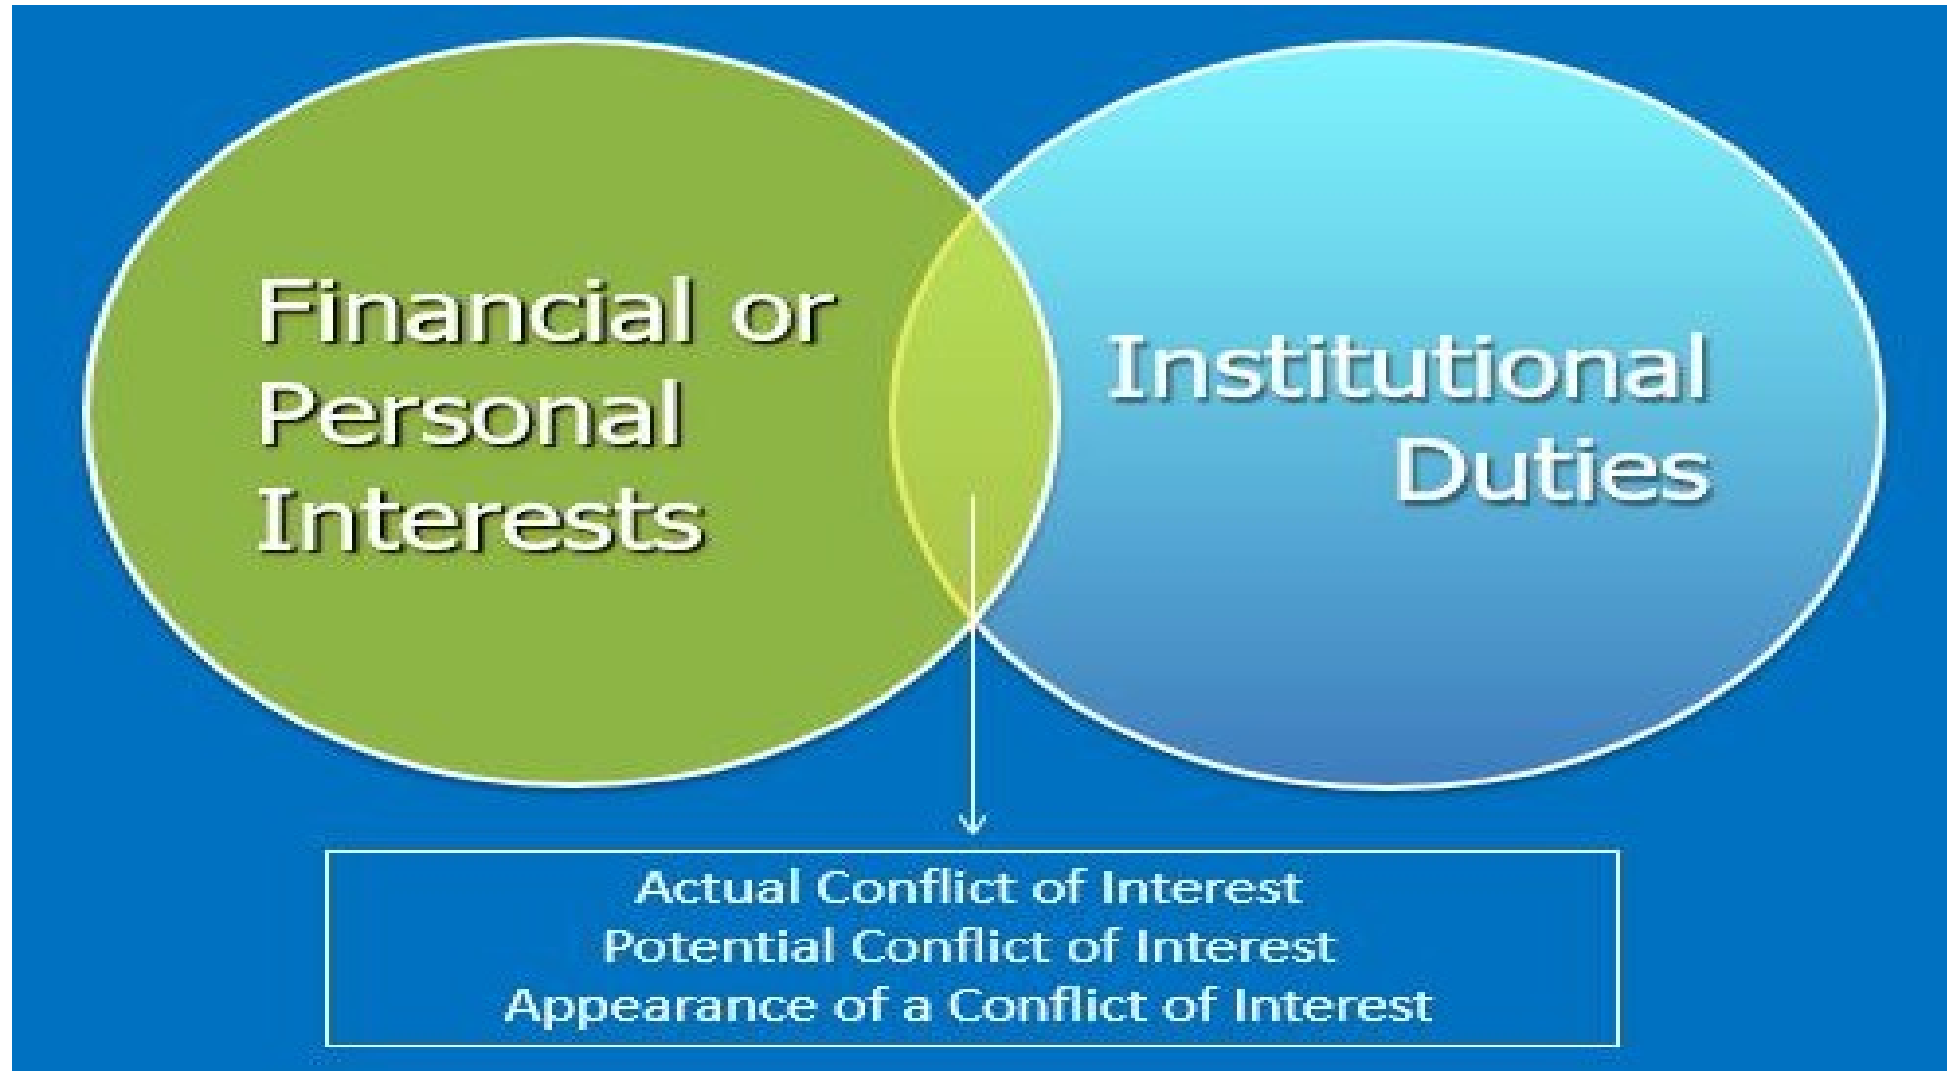 Financial or
Personal
Interests
Institutional
Duties
Actual Conflict of Interest
Potential Conflict of Interest
Appearance of a Conflict of Interest